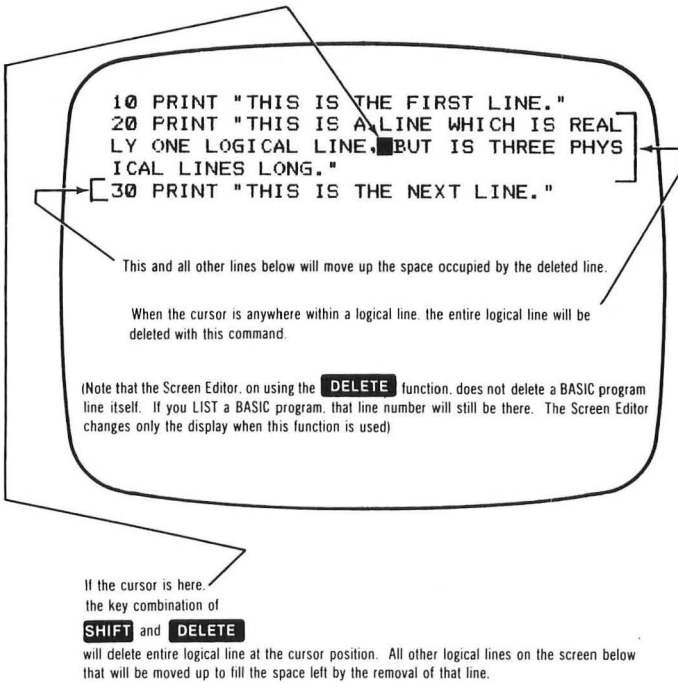 10 PRINT "THIS IS THE FIRST LINE."
20 PRINT "THIS IS A LINE WHICH IS REAL
LY ONE LOGICAL LINE, BUT IS THREE PHYS
ICAL LINES LONG."
30 PRINT "THIS IS THE NEXT LINE."
This and all other lines below will move up the space occupied by the deleted line.
When the cursor is anywhere within a logical line, the entire logical line will be
deleted with this command.
(Note that the Screen Editor, on using the DELETE function, does not delete a BASIC program
line itself. If you LIST a BASIC program, that line number will still be there. The Screen Editor
changes only the display when this function is used)
If the cursor is here,
the key combination of
SHIFT and DELETE
will delete entire logical line at the cursor position. All other logical lines on the screen below
that will be moved up to fill the space left by the removal of that line.